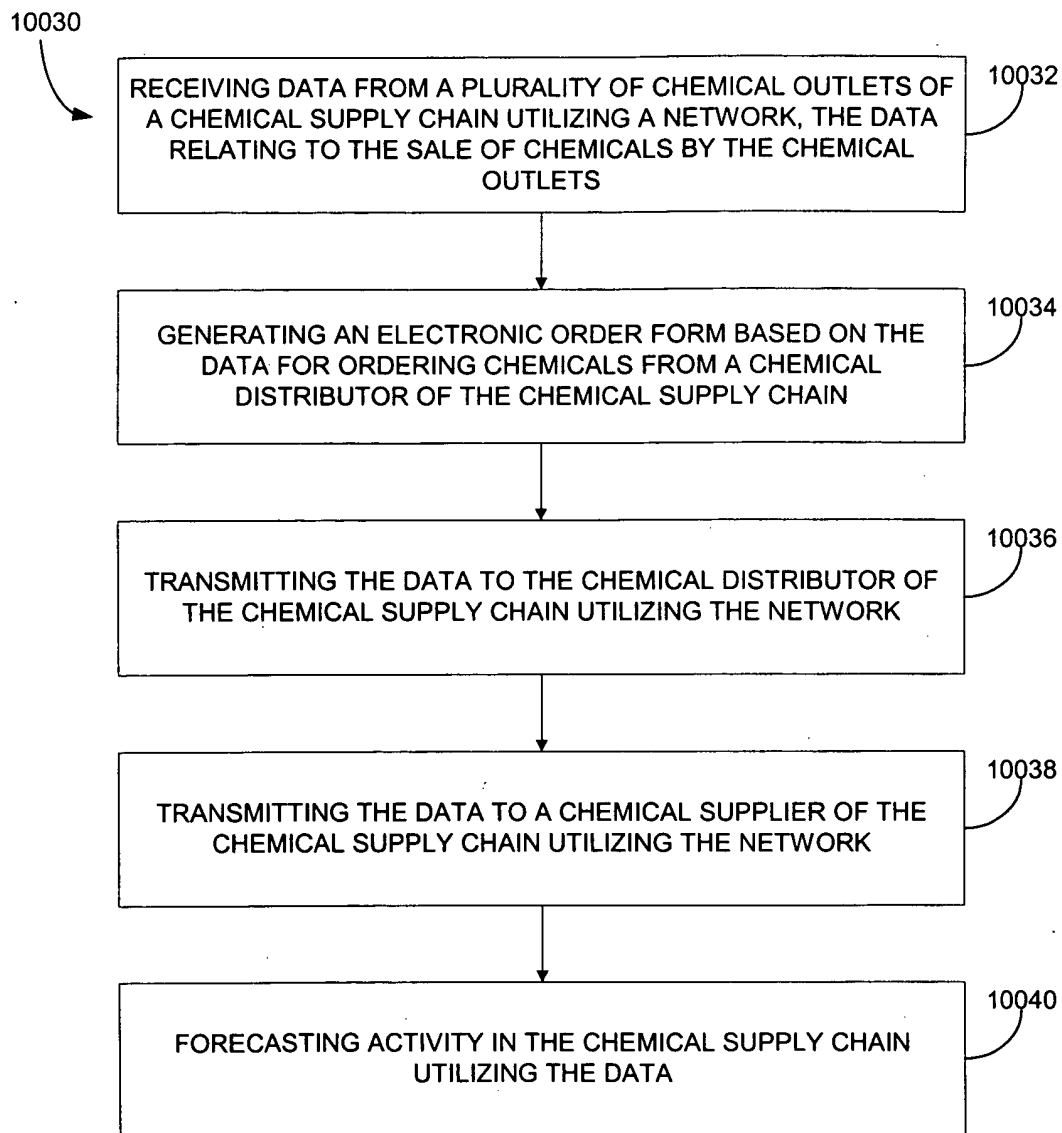 10030
10032
RECEIVING DATA FROM A PLURALITY OF CHEMICAL OUTLETS OF
A CHEMICAL SUPPLY CHAIN UTILIZING A NETWORK, THE DATA
RELATING TO THE SALE OF CHEMICALS BY THE CHEMICAL
OUTLETS
10034
GENERATING AN ELECTRONIC ORDER FORM BASED ON THE
DATA FOR ORDERING CHEMICALS FROM A CHEMICAL
DISTRIBUTOR OF THE CHEMICAL SUPPLY CHAIN
10036
TRANSMITTING THE DATA TO THE CHEMICAL DISTRIBUTOR OF
THE CHEMICAL SUPPLY CHAIN UTILIZING THE NETWORK
10038
TRANSMITTING THE DATA TO A CHEMICAL SUPPLIER OF THE
CHEMICAL SUPPLY CHAIN UTILIZING THE NETWORK
10040
FORECASTING ACTIVITY IN THE CHEMICAL SUPPLY CHAIN
UTILIZING THE DATA